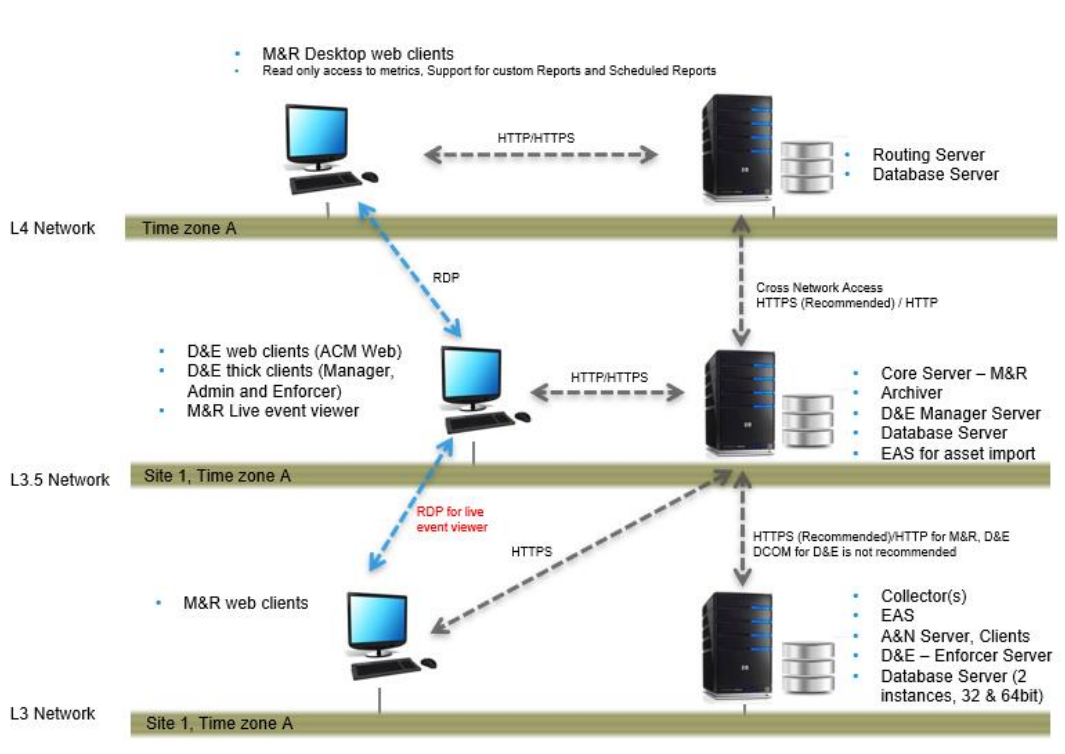 M&R Desktop web clients
Read only access to metrics, Support for custom Reports and Scheduled Reports
HTTP/HTTPS
Routing Server
Database Server
L4 Network
Time zone A
RDP
Cross Network Access
HTTPS (Recommended) / HTTP
D&E web clients (ACM Web)
D&E thick clients (Manager,
Admin and Enforcer)
M&R Live event viewer
HTTP/HTTPS
Core Server – M&R
Archiver
D&E Manager Server
Database Server
EAS for asset import
L3.5 Network
Site 1, Time zone A
RDP for live
event viewer
HTTPS
HTTPS (Recommended)/HTTP for M&R, D&E
DCOM for D&E is not recommended
M&R web clients
Collector(s)
EAS
A&N Server, Clients
D&E – Enforcer Server
Database Server (2
instances, 32 & 64bit)
L3 Network
Site 1, Time zone A